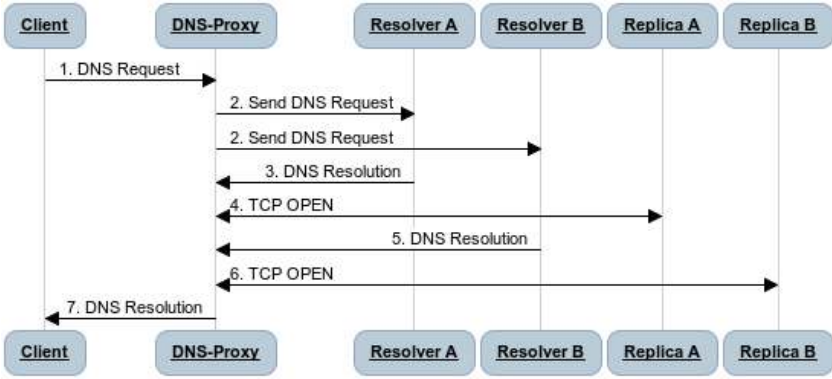 Client DNS-Proxy Resolver A Resolver B Replica A Replica B
1. DNS Request
2. Send DNS Request
2. Send DNS Request
3. DNS Resolution
4. TCP OPEN
5. DNS Resolution
6. TCP OPEN
7. DNS Resolution
Client DNS-Proxy Resolver A Resolver B Replica A Replica B